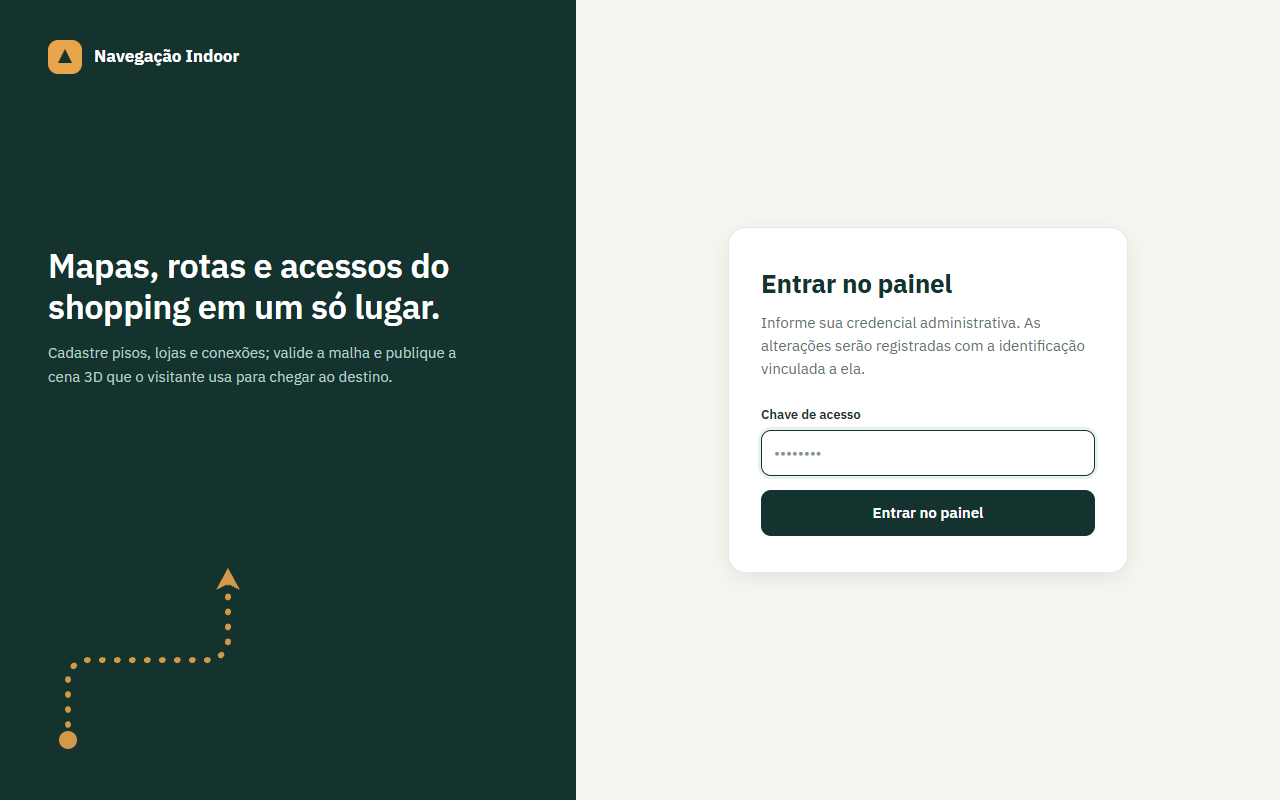 Navegação Indoor
Mapas, rotas e acessos do
shopping em um só lugar.
Cadastre pisos, lojas e conexões; valide a malha e publique a
cena 3D que o visitante usa para chegar ao destino.
Entrar no painel
Informe sua credencial administrativa. As
alterações serão registradas com a identificação
vinculada a ela.
Chave de acesso
••••••••
Entrar no painel